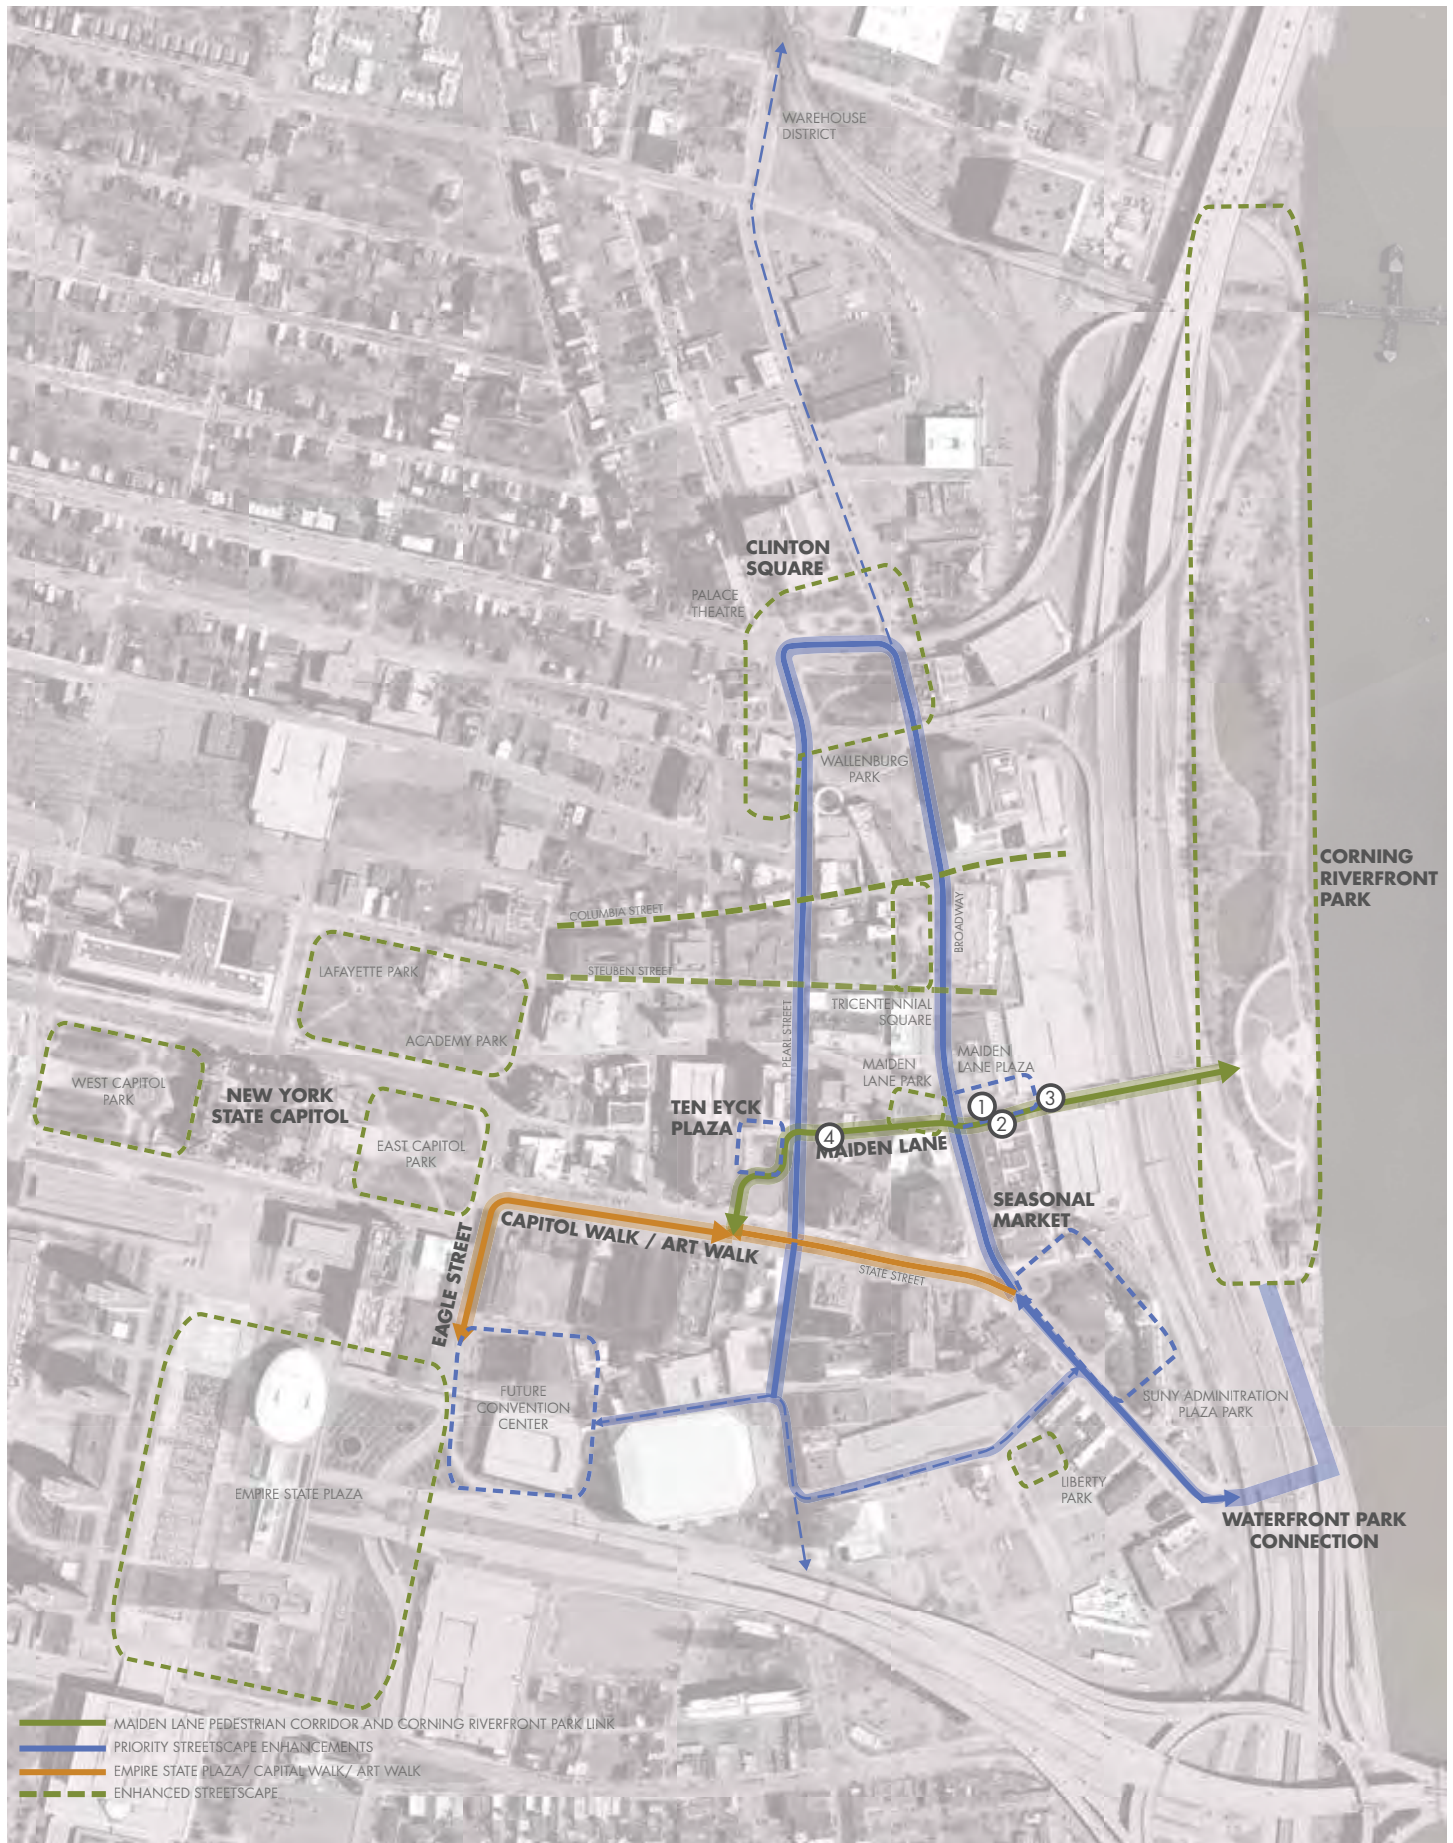 WAREHOUSE
DISTRICT
CLINTON
SQUARE
PALACE
THEATRE
WALLENBURG
PARK
CORNING
RIVERFRONT
PARK
COLUMBIA STREET
BROADWAY
LAFAYETTE PARK
STEUBEN STREET
TRICENTENNIAL
SQUARE
PEARL STREET
ACADEMY PARK
MAIDEN
LANE PLAZA
MAIDEN
LANE PARK
WEST CAPITOL
PARK
NEW YORK
STATE CAPITOL
TEN EYCK
PLAZA
1
2
3
4
MAIDEN LANE
EAST CAPITOL
PARK
SEASONAL
MARKET
CAPITOL WALK / ART WALK
STATE STREET
EAGLE STREET
FUTURE
CONVENTION
CENTER
SUNY ADMINITRATION
PLAZA PARK
EMPIRE STATE PLAZA
LIBERTY
PARK
WATERFRONT PARK
CONNECTION
MAIDEN LANE PEDESTRIAN CORRIDOR AND CORNING RIVERFRONT PARK LINK
PRIORITY STREETSCAPE ENHANCEMENTS
EMPIRE STATE PLAZA/ CAPITAL WALK/ ART WALK
ENHANCED STREETSCAPE